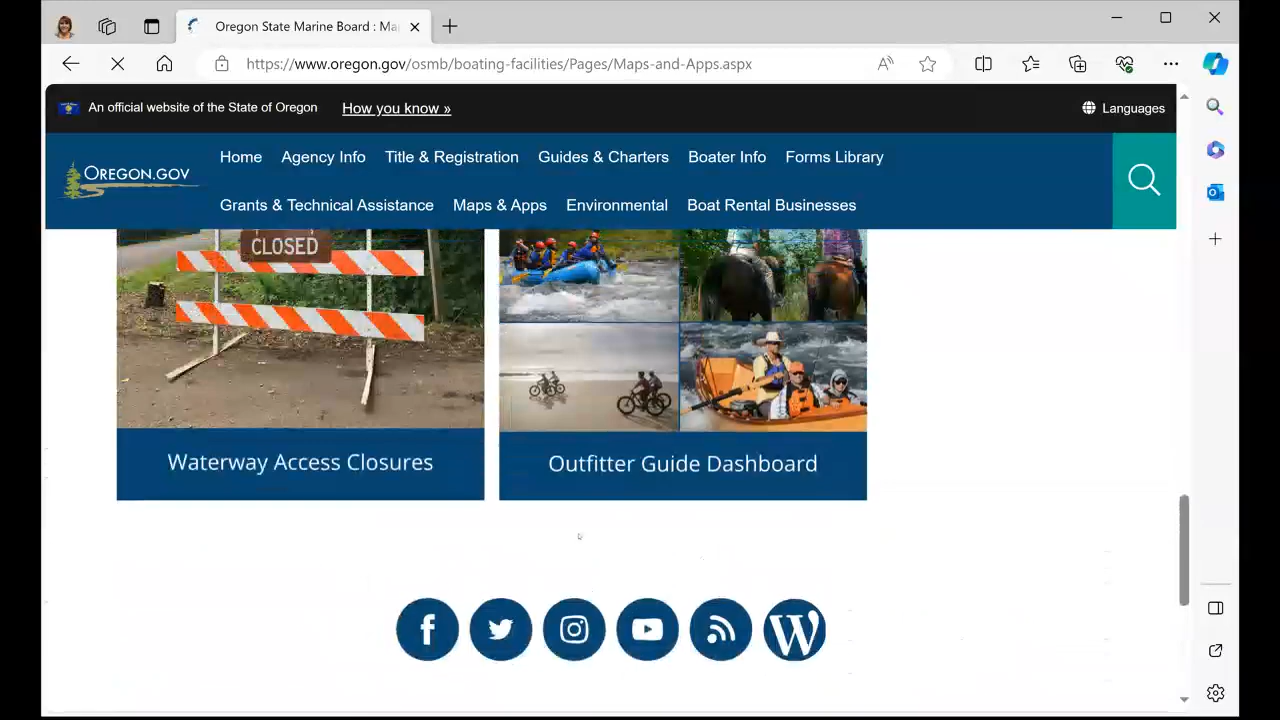 Oregon State Marine Board : Ma
https://www.oregon.gov/osmb/boating-facilities/Pages/Maps-and-Apps.aspx
An official website of the State of Oregon
How you know »
Languages
OREGON.GOV
Home
Agency Info
Title & Registration
Guides & Charters
Boater Info
Forms Library
Grants & Technical Assistance
Maps & Apps
Environmental
Boat Rental Businesses
CLOSED
Waterway Access Closures
Outfitter Guide Dashboard